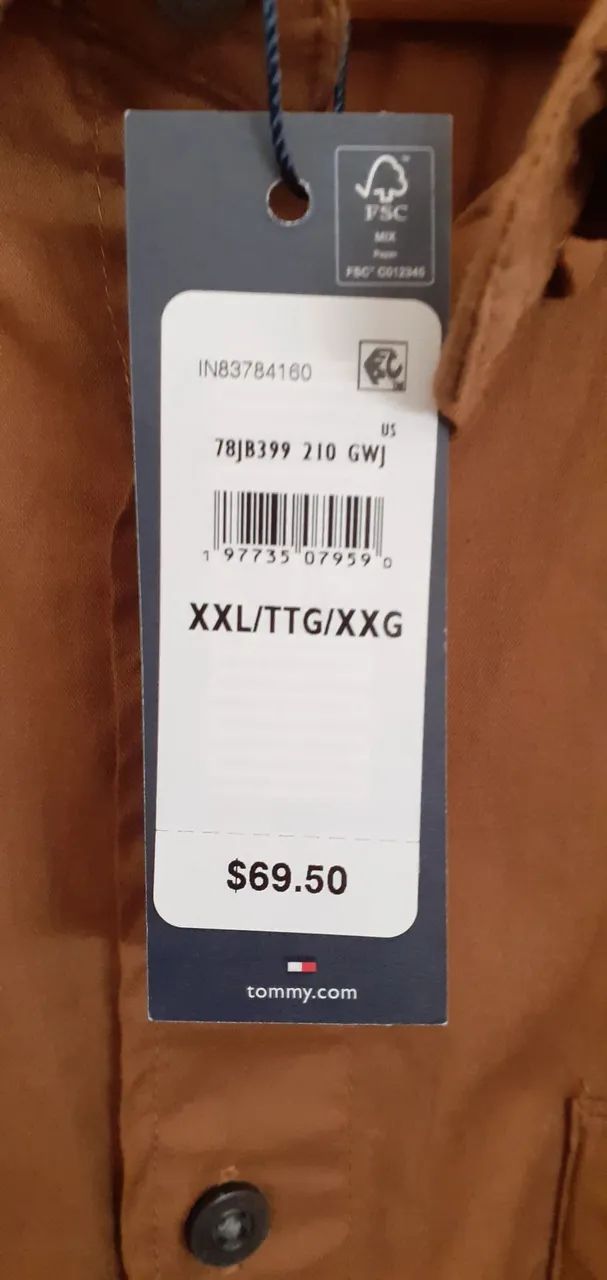 FSC
MIX
Paper
FSC™ C012345
IN83784160
US
78JB399 210 GWJ
1 97735 07959 0
XXL/TTG/XXG
$69.50
tommy.com